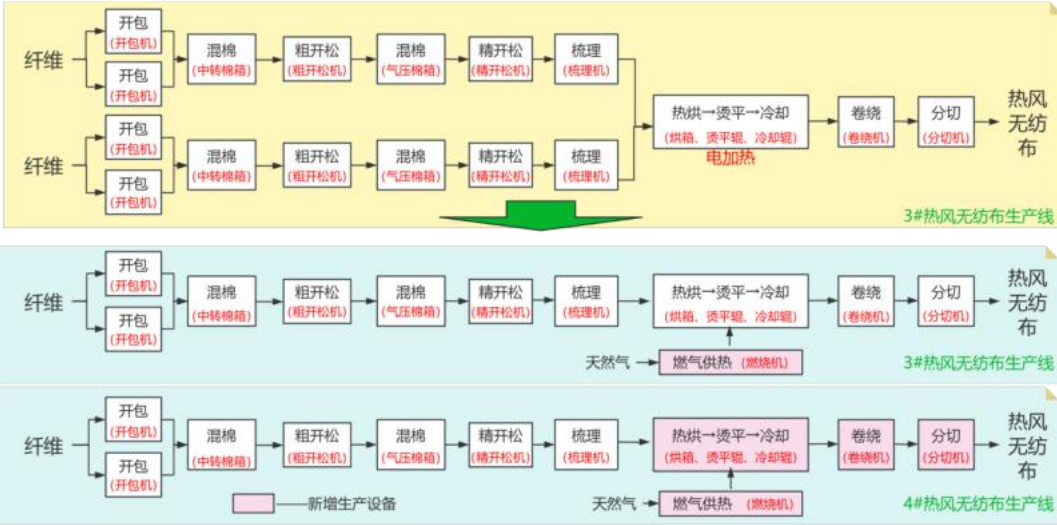 纤维
开包
(开包机)
开包
(开包机)
混棉
(中转棉箱)
粗开松
(粗开松机)
混棉
(气压棉箱)
精开松
(精开松机)
梳理
(梳理机)
纤维
开包
(开包机)
开包
(开包机)
混棉
(中转棉箱)
粗开松
(粗开松机)
混棉
(气压棉箱)
精开松
(精开松机)
梳理
(梳理机)
热烘→烫平→冷却
(烘箱、烫平辊、冷却辊)
电加热
卷绕
(卷绕机)
分切
(分切机)
热风
无纺
布
3#热风无纺布生产线
纤维
开包
(开包机)
开包
(开包机)
混棉
(中转棉箱)
粗开松
(粗开松机)
混棉
(气压棉箱)
精开松
(精开松机)
梳理
(梳理机)
热烘→烫平→冷却
(烘箱、烫平辊、冷却辊)
卷绕
(卷绕机)
分切
(分切机)
热风
无纺
布
天然气
燃气供热 (燃烧机)
3#热风无纺布生产线
纤维
开包
(开包机)
开包
(开包机)
混棉
(中转棉箱)
粗开松
(粗开松机)
混棉
(气压棉箱)
精开松
(精开松机)
梳理
(梳理机)
热烘→烫平→冷却
(烘箱、烫平辊、冷却辊)
卷绕
(卷绕机)
分切
(分切机)
热风
无纺
布
——新增生产设备
天然气
燃气供热 (燃烧机)
4#热风无纺布生产线